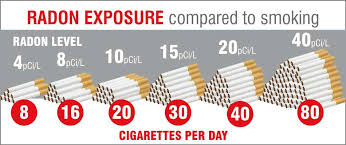 RADON EXPOSURE compared to smoking
RADON LEVEL
4pCi/L 8pCi/L 10pCi/L 15pCi/L 20pCi/L 40pCi/L
8 16 20 30 40 80
CIGARETTES PER DAY